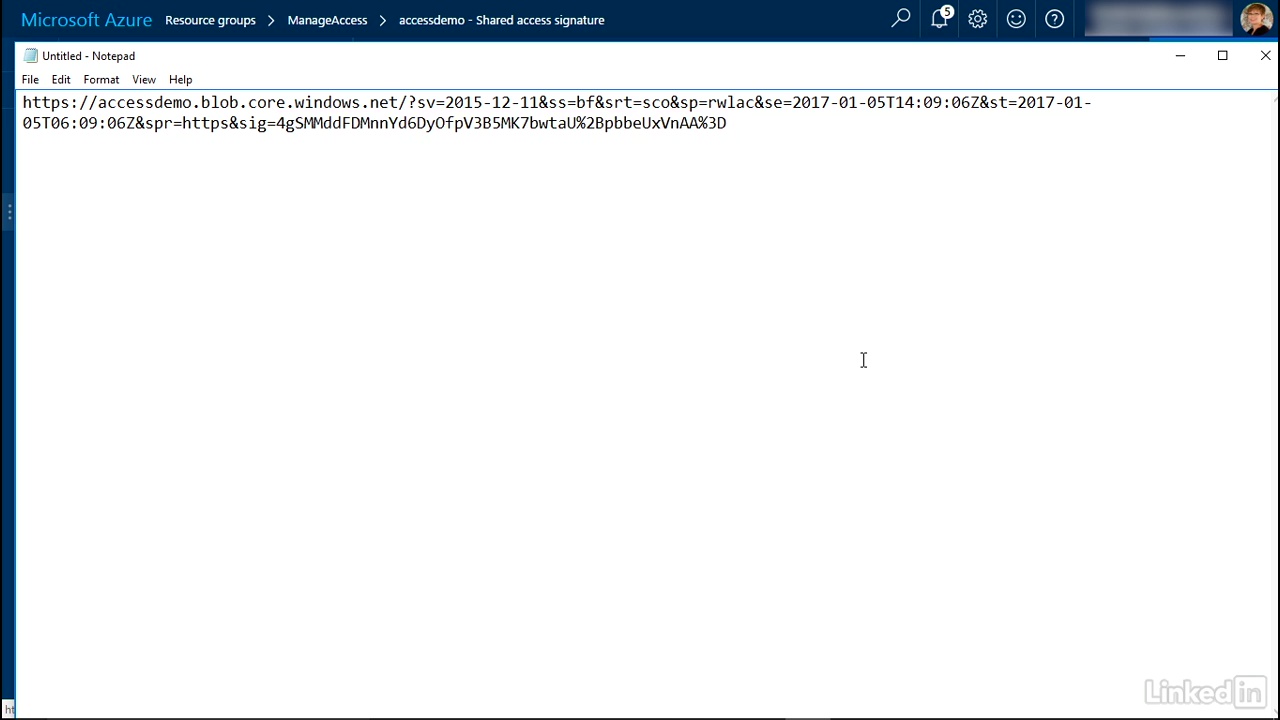 Microsoft Azure Resource groups > ManageAccess > accessdemo - Shared access signature 5
Untitled - Notepad
File Edit Format View Help
https://accessdemo.blob.core.windows.net/?sv=2015-12-11&ss=bf&srt=sco&sp=rwlac&se=2017-01-05T14:09:06Z&st=2017-01-
05T06:09:06Z&spr=https&sig=4gSMMddFDMnnYd6DyOfpV3B5MK7bwtaU%2BpbbeUxVnAA%3D
ht
Linked in